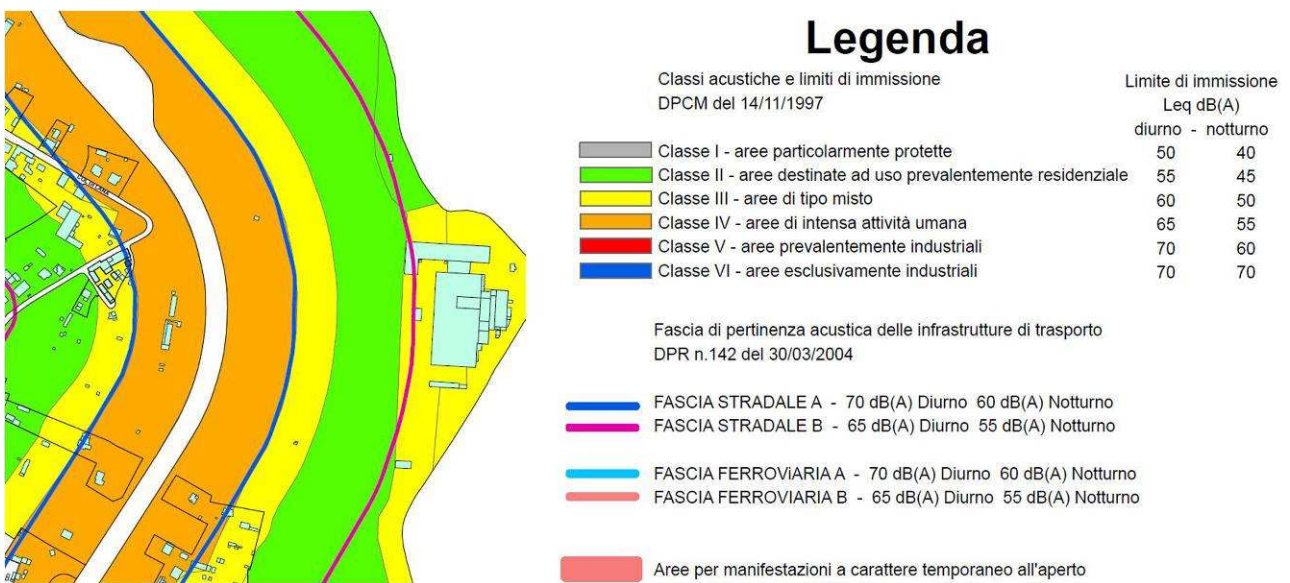 Legenda
Classi acustiche e limiti di immissione
DPCM del 14/11/1997
Limite di immissione
Leq dB(A)
diurno - notturno
Classe I - aree particolarmente protette 50 40
Classe II - aree destinate ad uso prevalentemente residenziale 55 45
Classe III - aree di tipo misto 60 50
Classe IV - aree di intensa attività umana 65 55
Classe V - aree prevalentemente industriali 70 60
Classe VI - aree esclusivamente industriali 70 70
Fascia di pertinenza acustica delle infrastrutture di trasporto
DPR n.142 del 30/03/2004
FASCIA STRADALE A - 70 dB(A) Diurno 60 dB(A) Notturno
FASCIA STRADALE B - 65 dB(A) Diurno 55 dB(A) Notturno
FASCIA FERROViARIA A - 70 dB(A) Diurno 60 dB(A) Notturno
FASCIA FERROVIARIA B - 65 dB(A) Diurno 55 dB(A) Notturno
Aree per manifestazioni a carattere temporaneo all'aperto